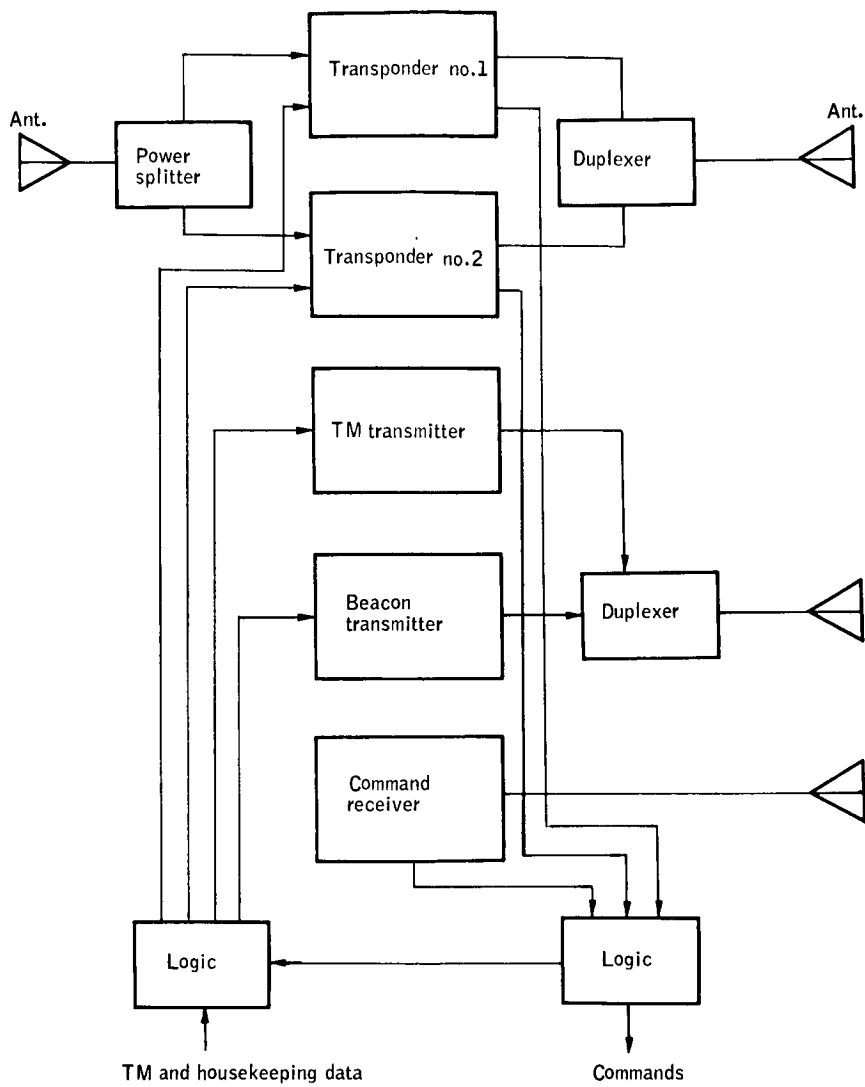 Transponder no.1
Ant.
Ant.
Power
splitter
Duplexer
Transponder no.2
TM transmitter
Beacon
transmitter
Duplexer
Command
receiver
Logic
Logic
TM and housekeeping data
Commands